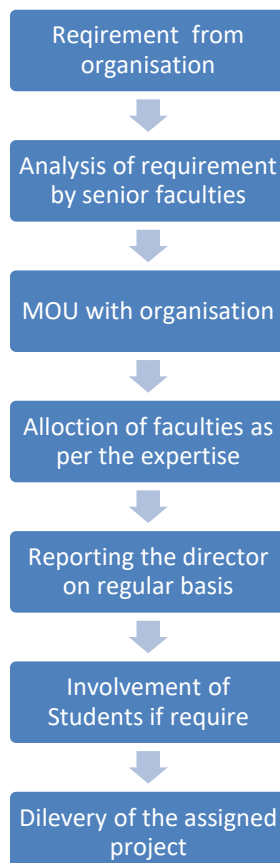 Reqirement from
organisation
Analysis of requirement
by senior faculties
MOU with organisation
Alloction of faculties as
per the expertise
Reporting the director
on regular basis
Involvement of
Students if require
Dilevery of the assigned
project